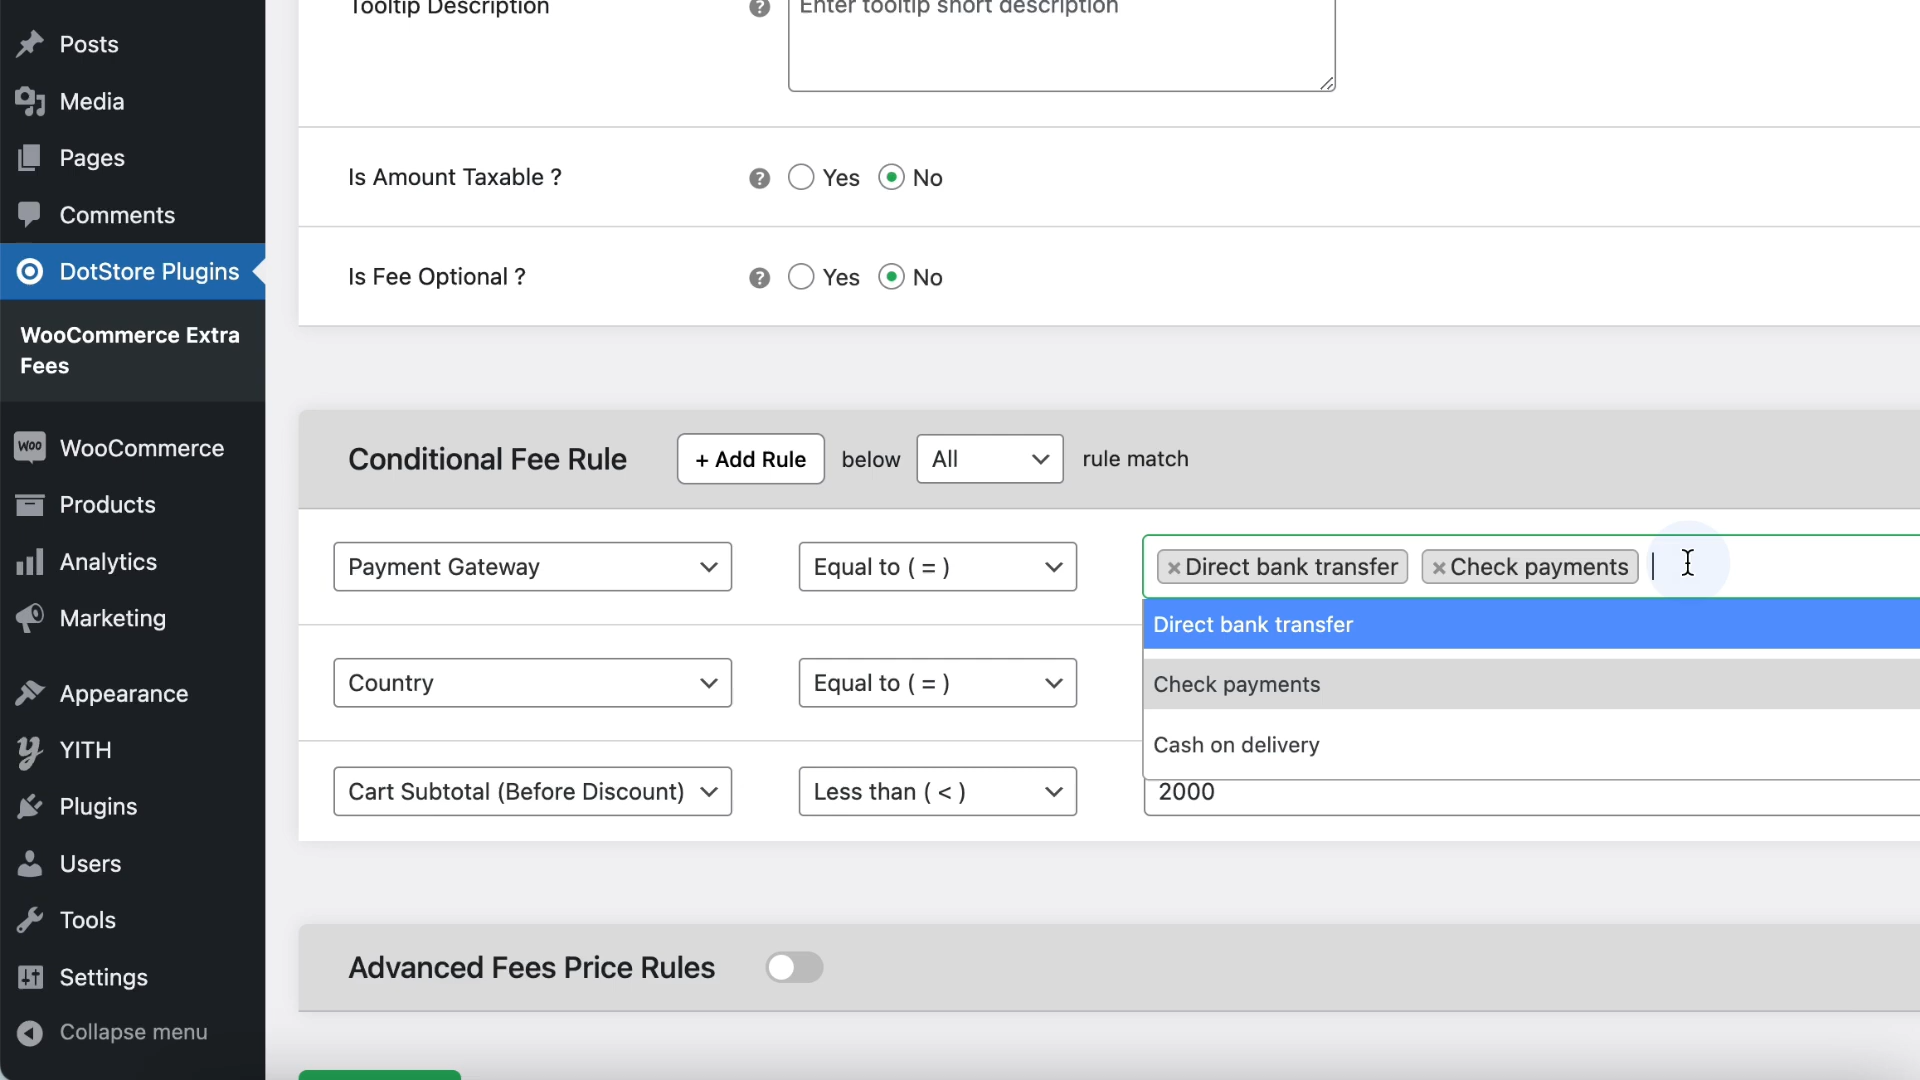 Tooltip Description
Enter tooltip short description
Posts
Media
Pages
Comments
DotStore Plugins
WooCommerce Extra
Fees
WooCommerce
Products
Analytics
Marketing
Appearance
YITH
Plugins
Users
Tools
Settings
Collapse menu
Is Amount Taxable ? ? Yes No
Is Fee Optional ? ? Yes No
Conditional Fee Rule + Add Rule below All rule match
Payment Gateway Equal to ( = ) × Direct bank transfer × Check payments
Direct bank transfer
Country Equal to ( = ) Check payments
Cash on delivery
Cart Subtotal (Before Discount) Less than ( < ) 2000
Advanced Fees Price Rules